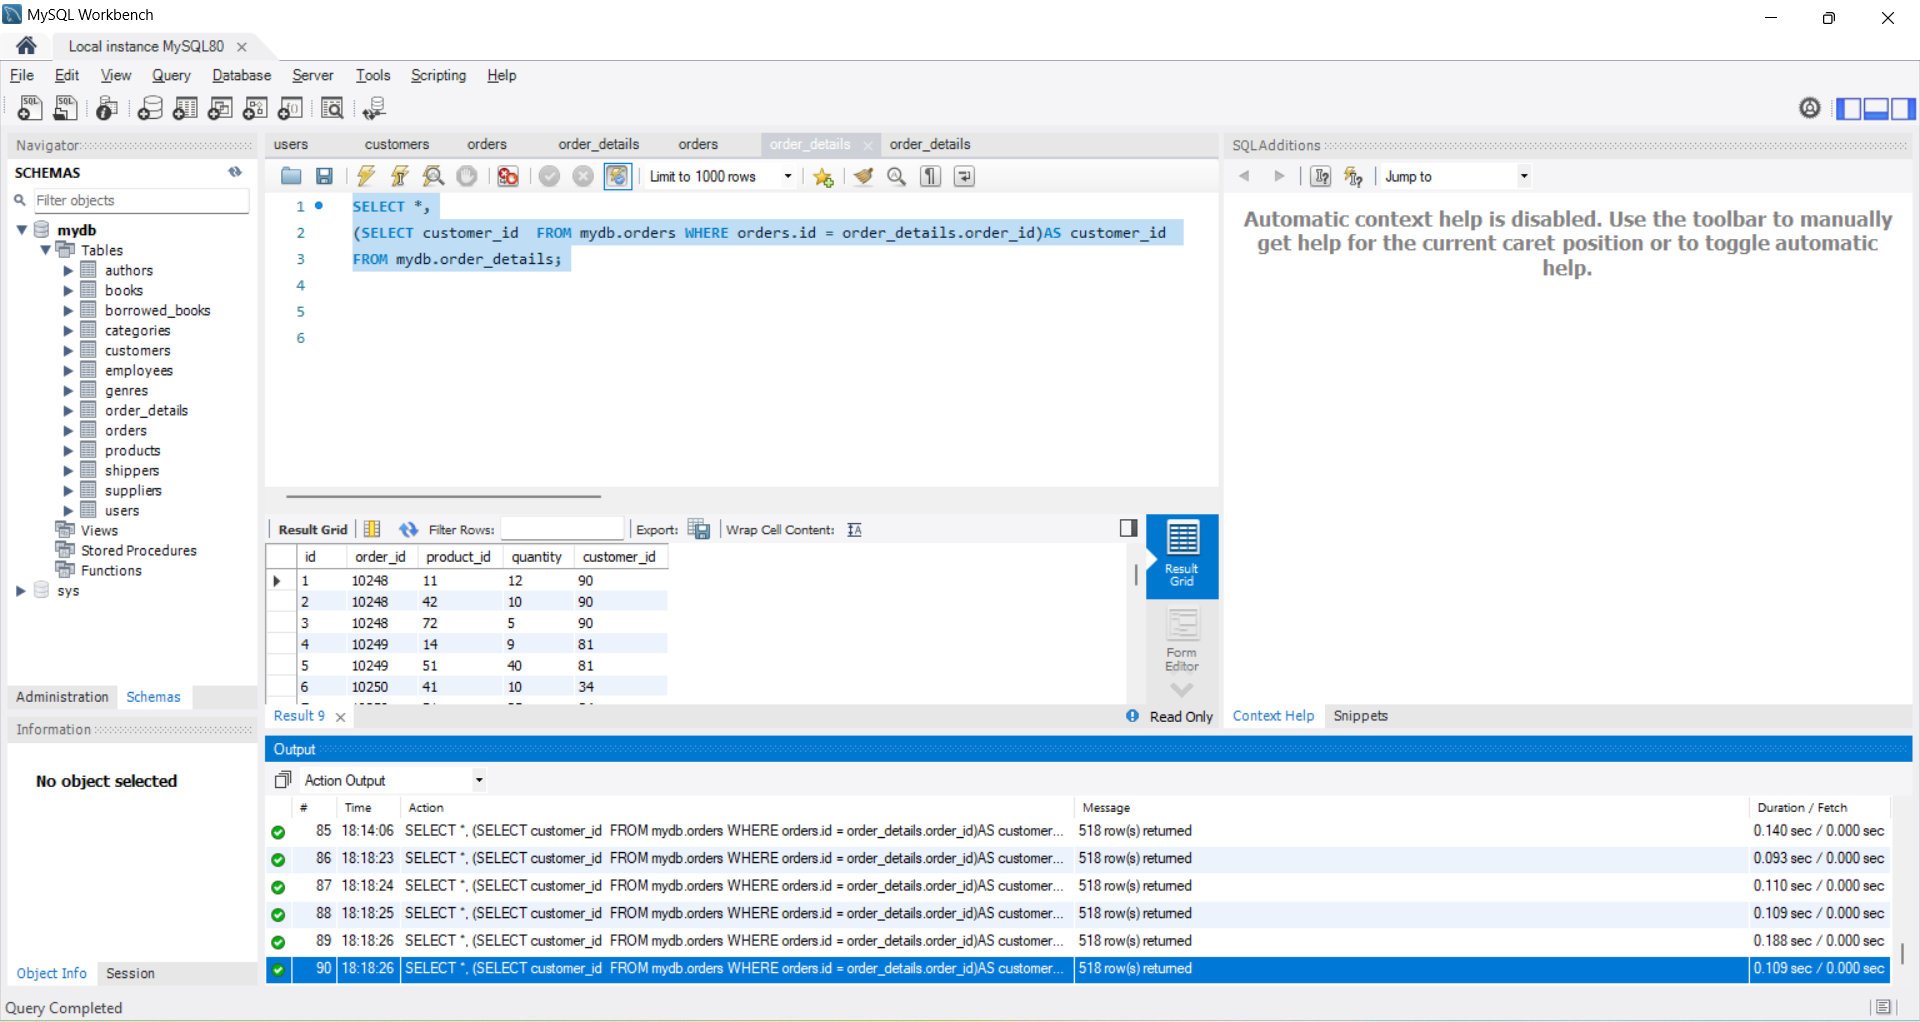 MySQL Workbench
Local instance MySQL80
File Edit View Query Database Server Tools Scripting Help
Navigator
SCHEMAS
Filter objects
mydb
Tables
authors
books
borrowed_books
categories
customers
employees
genres
order_details
orders
products
shippers
suppliers
users
Views
Stored Procedures
Functions
sys
Administration Schemas
Information
No object selected
Object Info Session
Query Completed
users customers orders order_details orders order_details order_details
Limit to 1000 rows
1 SELECT *,
2 (SELECT customer_id  FROM mydb.orders WHERE orders.id = order_details.order_id)AS customer_id
3 FROM mydb.order_details;
4
5
6
Result Grid Filter Rows: Export: Wrap Cell Content:
id order_id product_id quantity customer_id
1 10248 11 12 90
2 10248 42 10 90
3 10248 72 5 90
4 10249 14 9 81
5 10249 51 40 81
6 10250 41 10 34
Result Grid
Form Editor
Result 9 Read Only
SQLAdditions
Jump to
Automatic context help is disabled. Use the toolbar to manually
get help for the current caret position or to toggle automatic
help.
Context Help Snippets
Output
Action Output
# Time Action Message Duration / Fetch
85 18:14:06 SELECT *, (SELECT customer_id  FROM mydb.orders WHERE orders.id = order_details.order_id)AS customer... 518 row(s) returned 0.140 sec / 0.000 sec
86 18:18:23 SELECT *, (SELECT customer_id  FROM mydb.orders WHERE orders.id = order_details.order_id)AS customer... 518 row(s) returned 0.093 sec / 0.000 sec
87 18:18:24 SELECT *, (SELECT customer_id  FROM mydb.orders WHERE orders.id = order_details.order_id)AS customer... 518 row(s) returned 0.110 sec / 0.000 sec
88 18:18:25 SELECT *, (SELECT customer_id  FROM mydb.orders WHERE orders.id = order_details.order_id)AS customer... 518 row(s) returned 0.109 sec / 0.000 sec
89 18:18:26 SELECT *, (SELECT customer_id  FROM mydb.orders WHERE orders.id = order_details.order_id)AS customer... 518 row(s) returned 0.188 sec / 0.000 sec
90 18:18:26 SELECT *, (SELECT customer_id  FROM mydb.orders WHERE orders.id = order_details.order_id)AS customer... 518 row(s) returned 0.109 sec / 0.000 sec